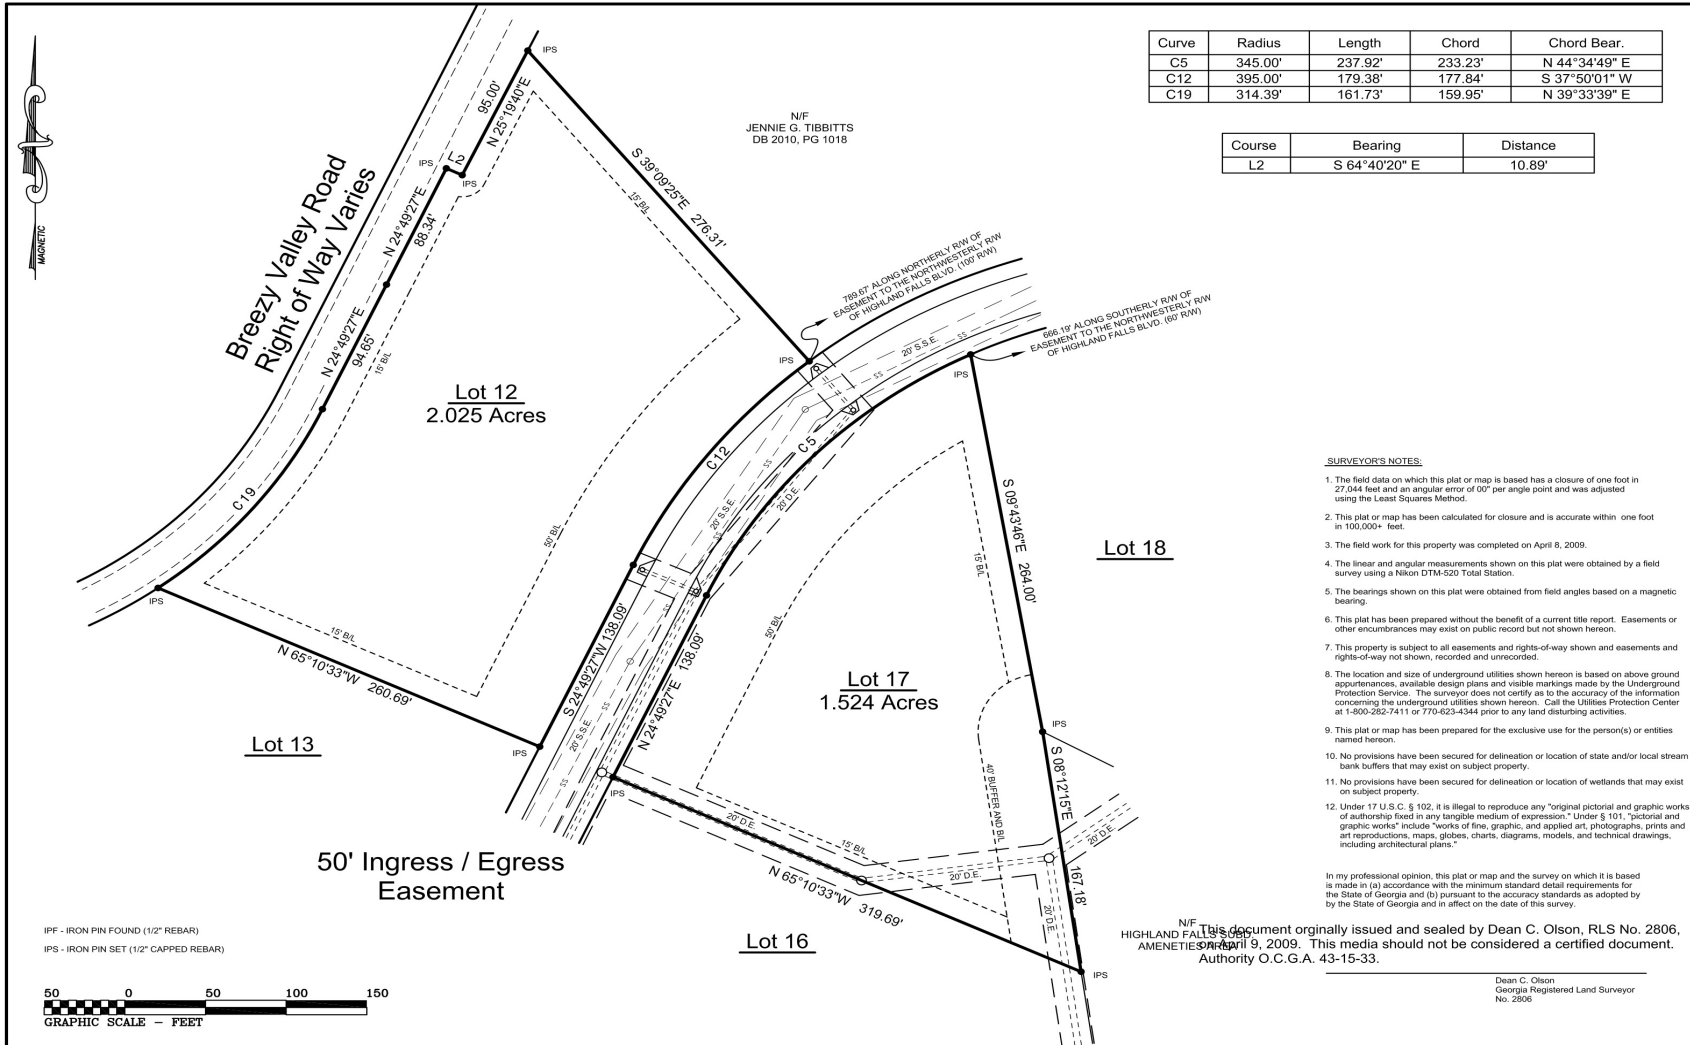 Curve Radius Length Chord Chord Bear.
C5 345.00' 237.92' 233.23' N 44°34'49" E
C12 395.00' 179.38' 177.84' S 37°50'01" W
C19 314.39' 161.73' 159.95' N 39°33'39" E
Course Bearing Distance
L2 S 64°40'20" E 10.89'
MAGNETIC
Breezy Valley Road
Right of Way Varies
IPS
95.00'
N 25°19'40"E
IPS
L2
IPS
N 24°49'27"E
88.34'
N 24°49'27"E
94.65'
15' B/L
C19
IPS
N/F
JENNIE G. TIBBITTS
DB 2010, PG 1018
S 39°09'25"E 276.31'
15' B/L
Lot 12
2.025 Acres
50' B/L
15' B/L
N 65°10'33"W 260.69'
IPS
789.67' ALONG NORTHERLY R/W OF
EASEMENT TO THE NORTHWESTERLY R/W
OF HIGHLAND FALLS BLVD. (100' R/W)
666.19' ALONG SOUTHERLY R/W OF
EASEMENT TO THE NORTHWESTERLY R/W
OF HIGHLAND FALLS BLVD. (60' R/W)
IPS
IPS
20' S.S.E.
SS
SS
SS
C12
C5
SS
20' S.S.E.
SS
20' D.E.
SS
S 24°49'27"W 138.09'
N 24°49'27"E 138.09'
SS
SS
20' S.S.E.
SS
IPS
Lot 13
50' Ingress / Egress
Easement
50' B/L
15' B/L
S 09°43'46"E 264.00'
Lot 18
Lot 17
1.524 Acres
IPS
S 08°12'15"E
167.18'
40' BUFFER AND B/L
20' D.E.
15' B/L
20' D.E.
20' D.E.
20' D.E.
N 65°10'33"W 319.69'
Lot 16
IPS
N/F
HIGHLAND FALLS SUBD.
AMENETIES AREA
SURVEYOR'S NOTES:
1. The field data on which this plat or map is based has a closure of one foot in
27,044 feet and an angular error of 00" per angle point and was adjusted
using the Least Squares Method.
2. This plat or map has been calculated for closure and is accurate within one foot
in 100,000+ feet.
3. The field work for this property was completed on April 8, 2009.
4. The linear and angular measurements shown on this plat were obtained by a field
survey using a Nikon DTM-520 Total Station.
5. The bearings shown on this plat were obtained from field angles based on a magnetic
bearing.
6. This plat has been prepared without the benefit of a current title report. Easements or
other encumbrances may exist on public record but not shown hereon.
7. This property is subject to all easements and rights-of-way shown and easements and
rights-of-way not shown, recorded and unrecorded.
8. The location and size of underground utilities shown hereon is based on above ground
appurtenances, available design plans and visible markings made by the Underground
Protection Service. The surveyor does not certify as to the accuracy of the information
concerning the underground utilities shown hereon. Call the Utilities Protection Center
at 1-800-282-7411 or 770-623-4344 prior to any land disturbing activities.
9. This plat or map has been prepared for the exclusive use for the person(s) or entities
named hereon.
10. No provisions have been secured for delineation or location of state and/or local stream
bank buffers that may exist on subject property.
11. No provisions have been secured for delineation or location of wetlands that may exist
on subject property.
12. Under 17 U.S.C. § 102, it is illegal to reproduce any "original pictorial and graphic works
of authorship fixed in any tangible medium of expression." Under § 101, "pictorial and
graphic works" include "works of fine, graphic, and applied art, photographs, prints and
art reproductions, maps, globes, charts, diagrams, models, and technical drawings,
including architectural plans."
In my professional opinion, this plat or map and the survey on which it is based
is made in (a) accordance with the minimum standard detail requirements for
the State of Georgia and (b) pursuant to the accuracy standards as adopted by
by the State of Georgia and in affect on the date of this survey.
This document orginally issued and sealed by Dean C. Olson, RLS No. 2806,
on April 9, 2009. This media should not be considered a certified document.
Authority O.C.G.A. 43-15-33.
Dean C. Olson
Georgia Registered Land Surveyor
No. 2806
IPF - IRON PIN FOUND (1/2" REBAR)
IPS - IRON PIN SET (1/2" CAPPED REBAR)
50 0 50 100 150
GRAPHIC SCALE – FEET